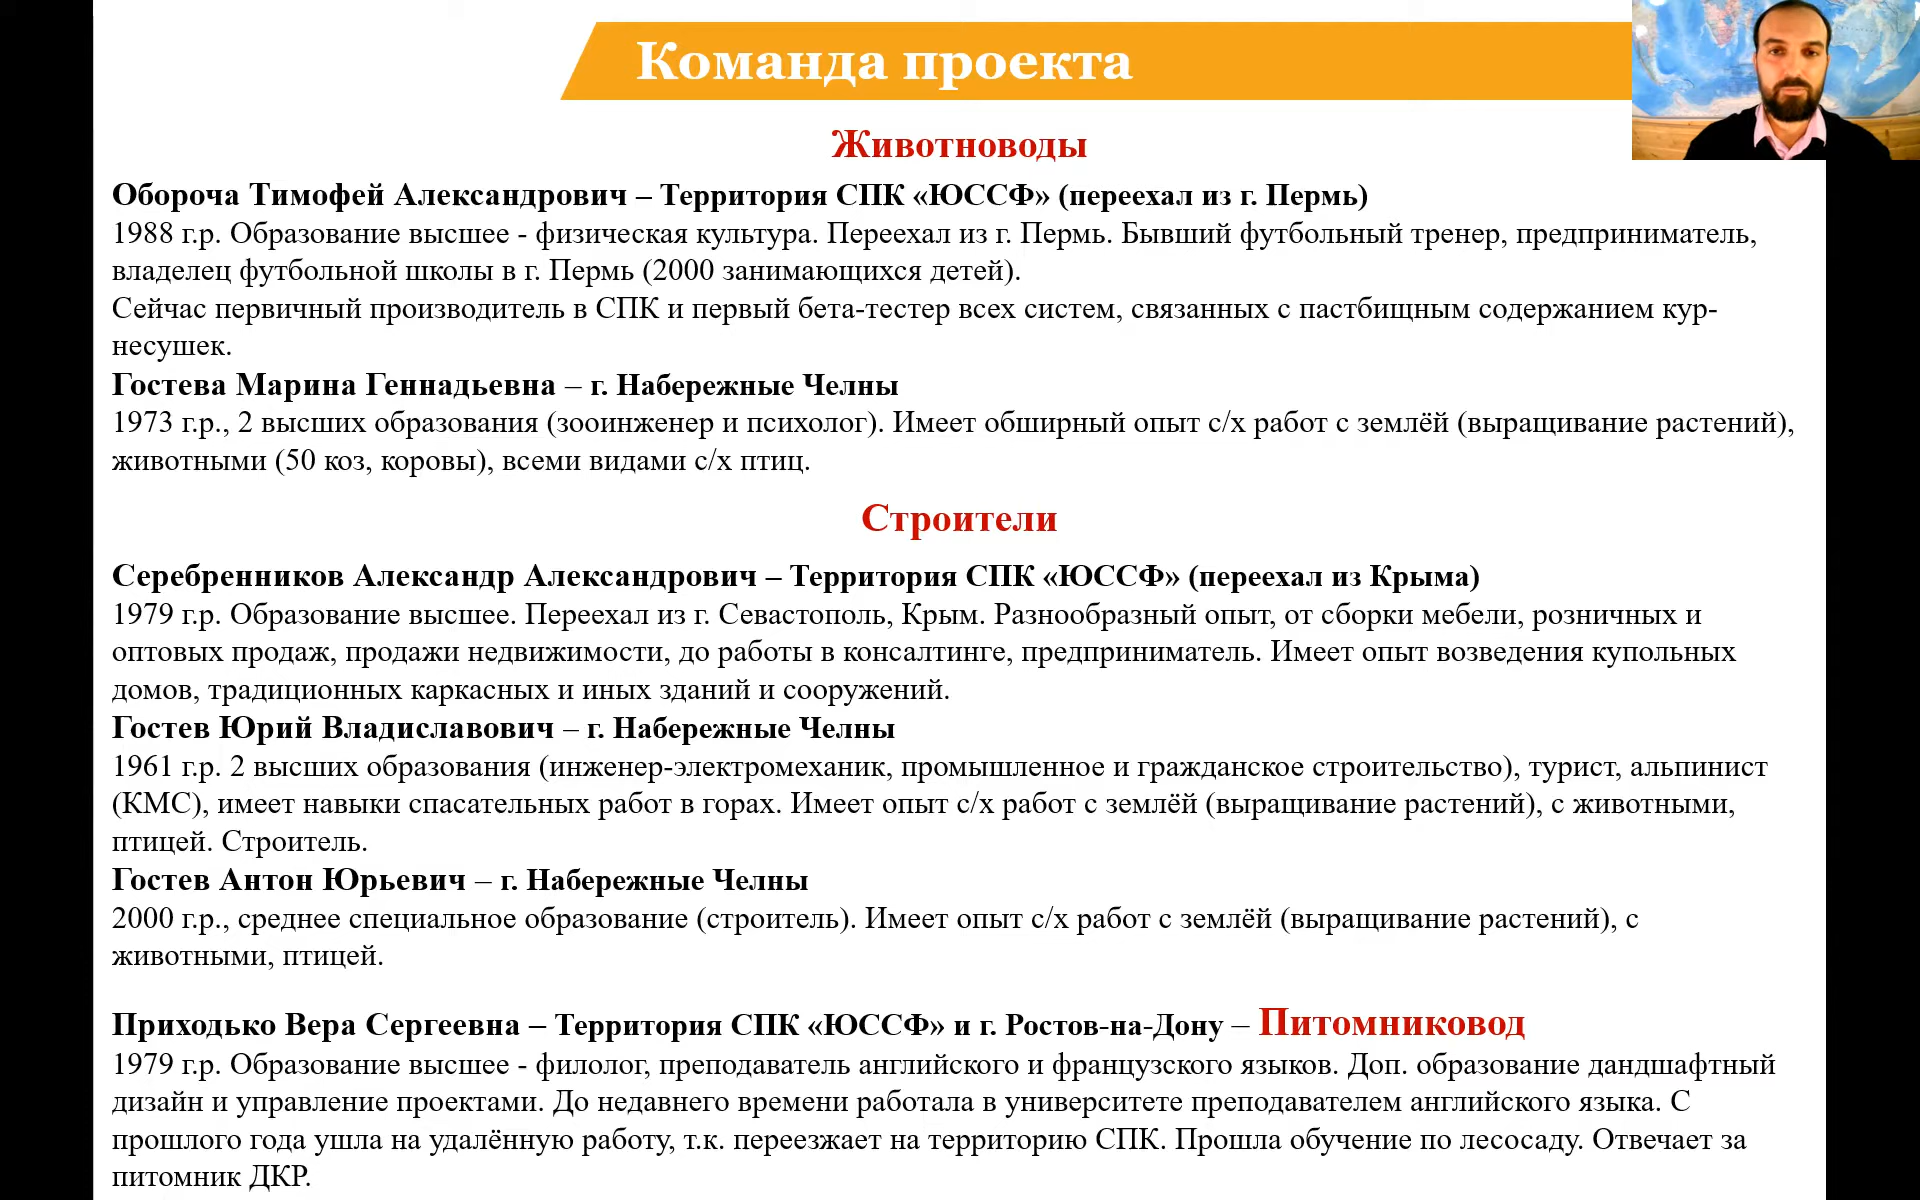 Команда проекта
Животноводы
Обороча Тимофей Александрович – Территория СПК «ЮССФ» (переехал из г. Пермь)
1988 г.р. Образование высшее - физическая культура. Переехал из г. Пермь. Бывший футбольный тренер, предприниматель,
владелец футбольной школы в г. Пермь (2000 занимающихся детей).
Сейчас первичный производитель в СПК и первый бета-тестер всех систем, связанных с пастбищным содержанием кур-
несушек.
Гостева Марина Геннадьевна – г. Набережные Челны
1973 г.р., 2 высших образования (зооинженер и психолог). Имеет обширный опыт с/х работ с землёй (выращивание растений),
животными (50 коз, коровы), всеми видами с/х птиц.
Строители
Серебренников Александр Александрович – Территория СПК «ЮССФ» (переехал из Крыма)
1979 г.р. Образование высшее. Переехал из г. Севастополь, Крым. Разнообразный опыт, от сборки мебели, розничных и
оптовых продаж, продажи недвижимости, до работы в консалтинге, предприниматель. Имеет опыт возведения купольных
домов, традиционных каркасных и иных зданий и сооружений.
Гостев Юрий Владиславович – г. Набережные Челны
1961 г.р. 2 высших образования (инженер-электромеханик, промышленное и гражданское строительство), турист, альпинист
(КМС), имеет навыки спасательных работ в горах. Имеет опыт с/х работ с землёй (выращивание растений), с животными,
птицей. Строитель.
Гостев Антон Юрьевич – г. Набережные Челны
2000 г.р., среднее специальное образование (строитель). Имеет опыт с/х работ с землёй (выращивание растений), с
животными, птицей.
Приходько Вера Сергеевна – Территория СПК «ЮССФ» и г. Ростов-на-Дону – Питомниковод
1979 г.р. Образование высшее - филолог, преподаватель английского и французского языков. Доп. образование дандшафтный
дизайн и управление проектами. До недавнего времени работала в университете преподавателем английского языка. С
прошлого года ушла на удалённую работу, т.к. переезжает на территорию СПК. Прошла обучение по лесосаду. Отвечает за
питомник ДКР.